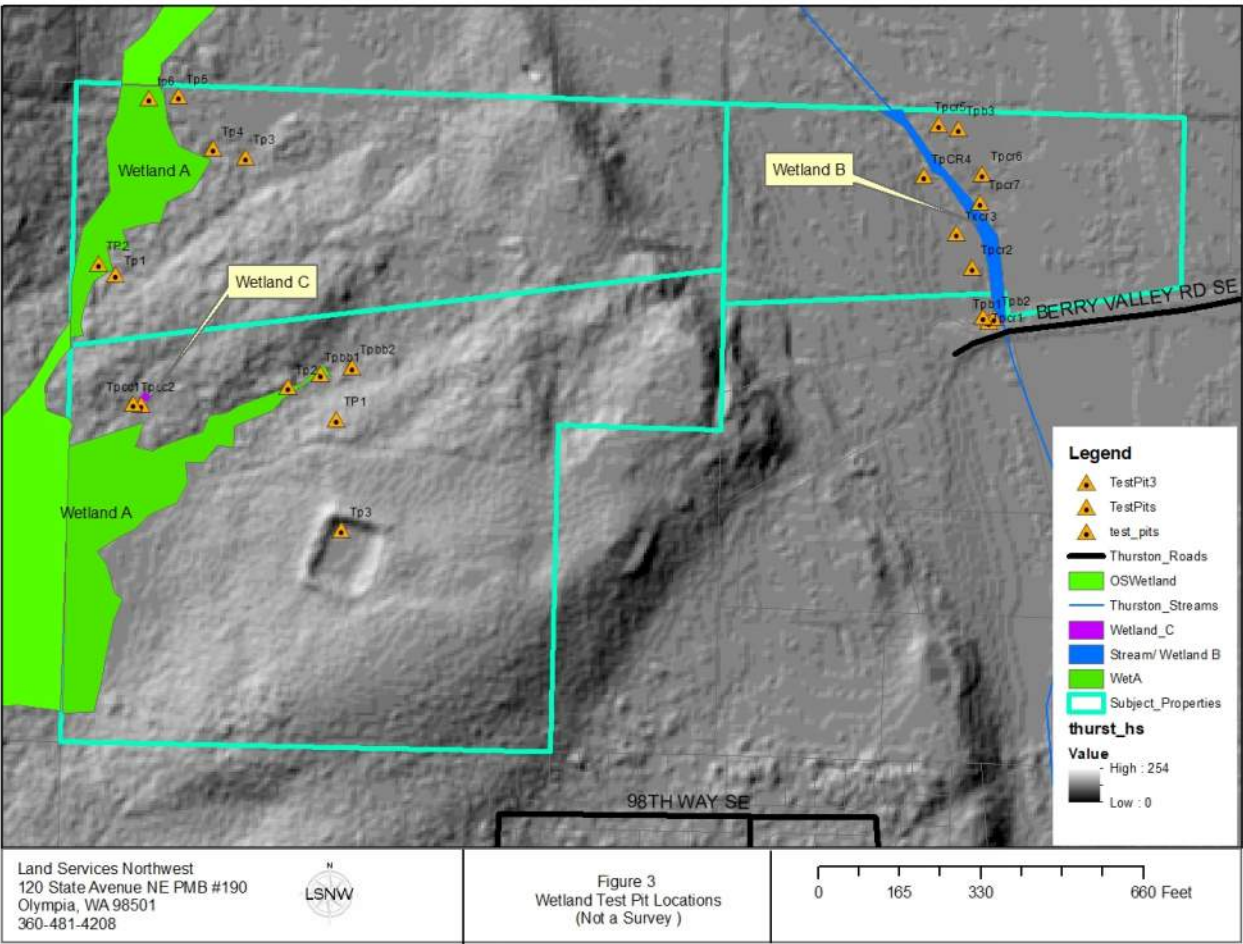 tp6 Tp5
Tp4 Tp3
Wetland A
TP2
Tp1
Wetland C
Wetland B
Tpcr5 Tpb3
TpCR4
Tpcr6
Tpcr7
Tpcr2
Tpb1 Tpb2
Tpcr1
BERRY VALLEY RD SE
Tp2 Tpbb1 Tpbb2
TP1
Wetland A
Tp3
98TH WAY SE
Legend
TestPit3
TestPits
test_pits
Thurston_Roads
OSWetland
Thurston_Streams
Wetland_C
Stream/ Wetland B
WetA
Subject_Properties
thurst_hs
Value
High : 254
Low : 0
Land Services Northwest
120 State Avenue NE PMB #190
Olympia, WA 98501
360-481-4208
N
LSNW
Figure 3
Wetland Test Pit Locations
(Not a Survey )
0 165 330 660 Feet